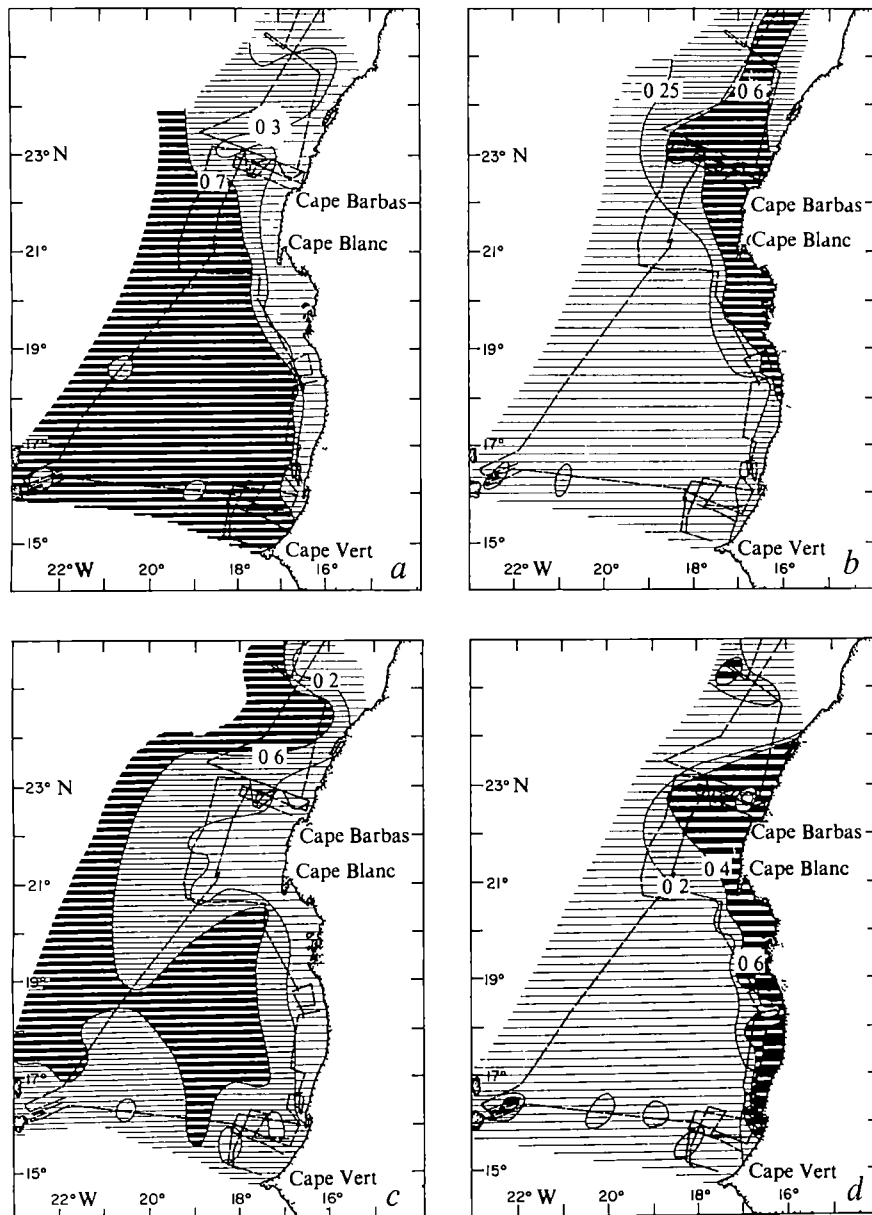 0 3
23° N
0 7
Cape Barbas
21°
Cape Blanc
19°
17°
15°
Cape Vert
a
22° W 20° 18° 16°
0 25
0 6
23° N
Cape Barbas
21°
Cape Blanc
19°
17°
15°
Cape Vert
b
22° W 20° 18° 16°
0 2
0 6
23° N
Cape Barbas
Cape Blanc
21°
19°
17°
15°
Cape Vert
c
22° W 20° 18° 16°
23° N
Cape Barbas
0 4
Cape Blanc
21°
0 2
19°
0 6
17°
15°
Cape Vert
d
22° W 20° 18° 16°